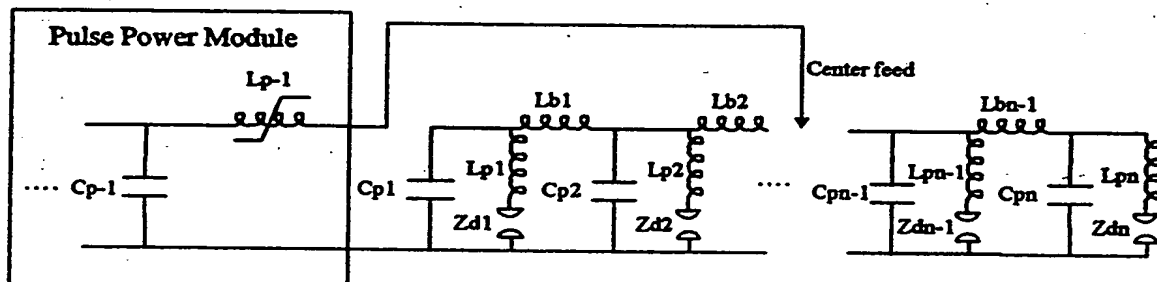 Pulse Power Module
Lp-1
Center feed
Lb1
Lb2
Lbn-1
Cp-1
Cp1
Lp1
Cp2
Lp2
Cpn-1
Lpn-1
Cpn
Lpn
....
....
Zd1
Zd2
Zdn-1
Zdn